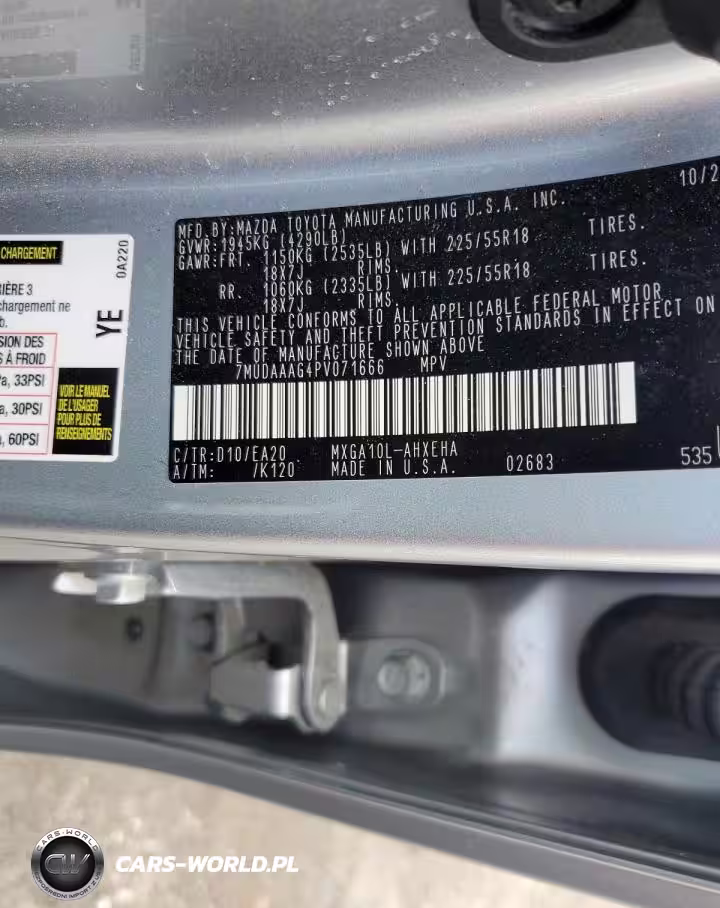 CHARGEMENT
0A220
RIÈRE 3
chargement ne
b.
SION DES
S À FROID
a, 33PSI
a, 30PSI
a, 60PSI
YE
VOIR LE MANUEL
DE L'USAGER
POUR PLUS DE
RENSEIGNEMENTS
10/2
MFD.BY:MAZDA TOYOTA MANUFACTURING U.S.A. INC.
GVWR:1945KG (4290LB)
GAWR:FRT. 1150KG (2535LB) WITH 225/55R18 TIRES.
18X7J RIMS.
RR. 1060KG (2335LB) WITH 225/55R18 TIRES.
18X7J RIMS.
THIS VEHICLE CONFORMS TO ALL APPLICABLE FEDERAL MOTOR
VEHICLE SAFETY AND THEFT PREVENTION STANDARDS IN EFFECT ON
THE DATE OF MANUFACTURE SHOWN ABOVE
7MUDAAAG4PV071666 MPV
C/TR:D10/EA20 MXGA10L-AHXEHA
A/TM: /K120 MADE IN U.S.A. 02683 535
CARS-WORLD
CW
CARS-WORLD.PL